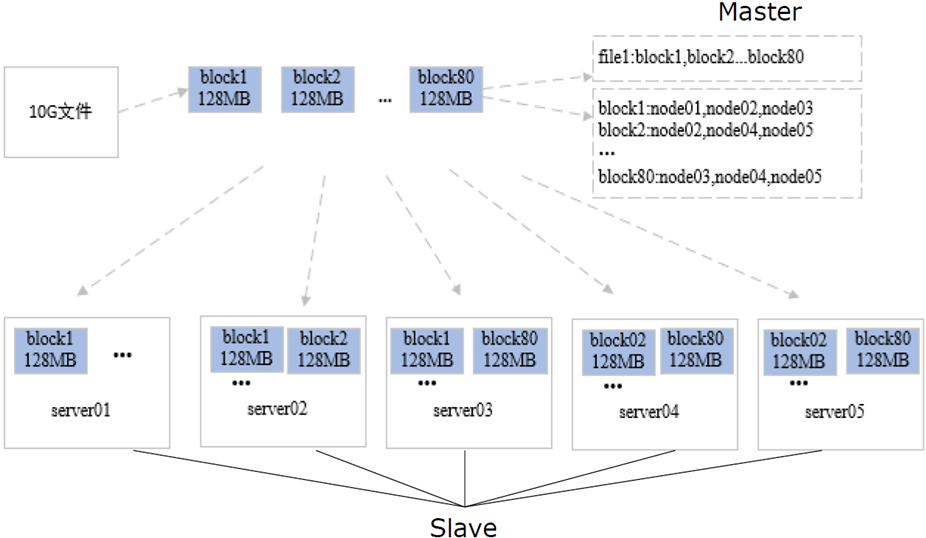 Master
10G文件
block1
128MB
block2
128MB
...
block80
128MB
file1:block1,block2...block80
block1:node01,node02,node03
block2:node02,node04,node05
...
block80:node03,node04,node05
block1
128MB
...
server01
block1
128MB
block2
128MB
...
server02
block1
128MB
block80
128MB
...
server03
block02
128MB
block80
128MB
...
server04
block02
128MB
block80
128MB
...
server05
Slave